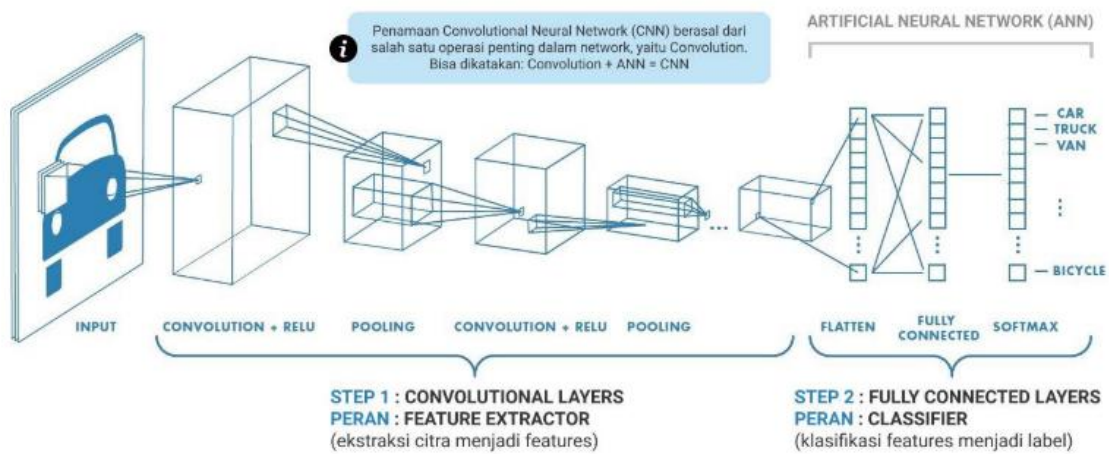 ARTIFICIAL NEURAL NETWORK (ANN)
i
Penamaan Convolutional Neural Network (CNN) berasal dari
salah satu operasi penting dalam network, yaitu Convolution.
Bisa dikatakan: Convolution + ANN = CNN
CAR
TRUCK
VAN
BICYCLE
INPUT
CONVOLUTION + RELU
POOLING
CONVOLUTION + RELU
POOLING
FLATTEN
FULLY
CONNECTED
SOFTMAX
STEP 1 : CONVOLUTIONAL LAYERS
PERAN : FEATURE EXTRACTOR
(ekstraksi citra menjadi features)
STEP 2 : FULLY CONNECTED LAYERS
PERAN : CLASSIFIER
(klasifikasi features menjadi label)